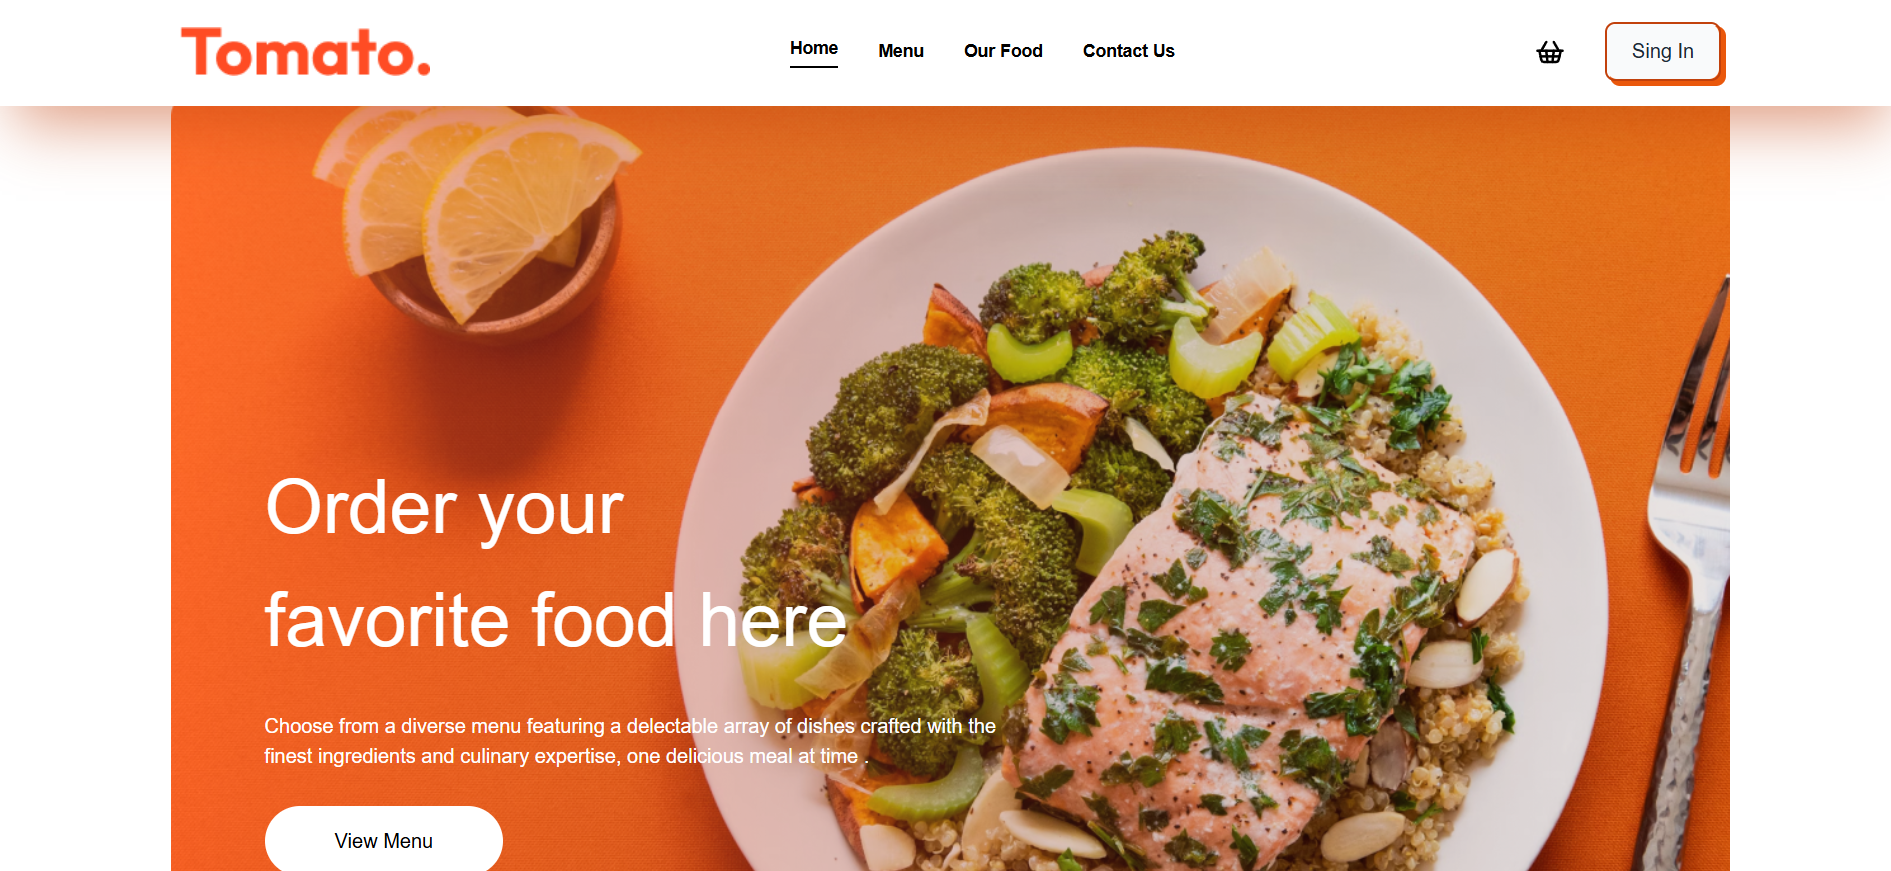 Tomato.
Home
Menu
Our Food
Contact Us
Sing In
Order your
favorite food here
Choose from a diverse menu featuring a delectable array of dishes crafted with the
finest ingredients and culinary expertise, one delicious meal at time .
View Menu